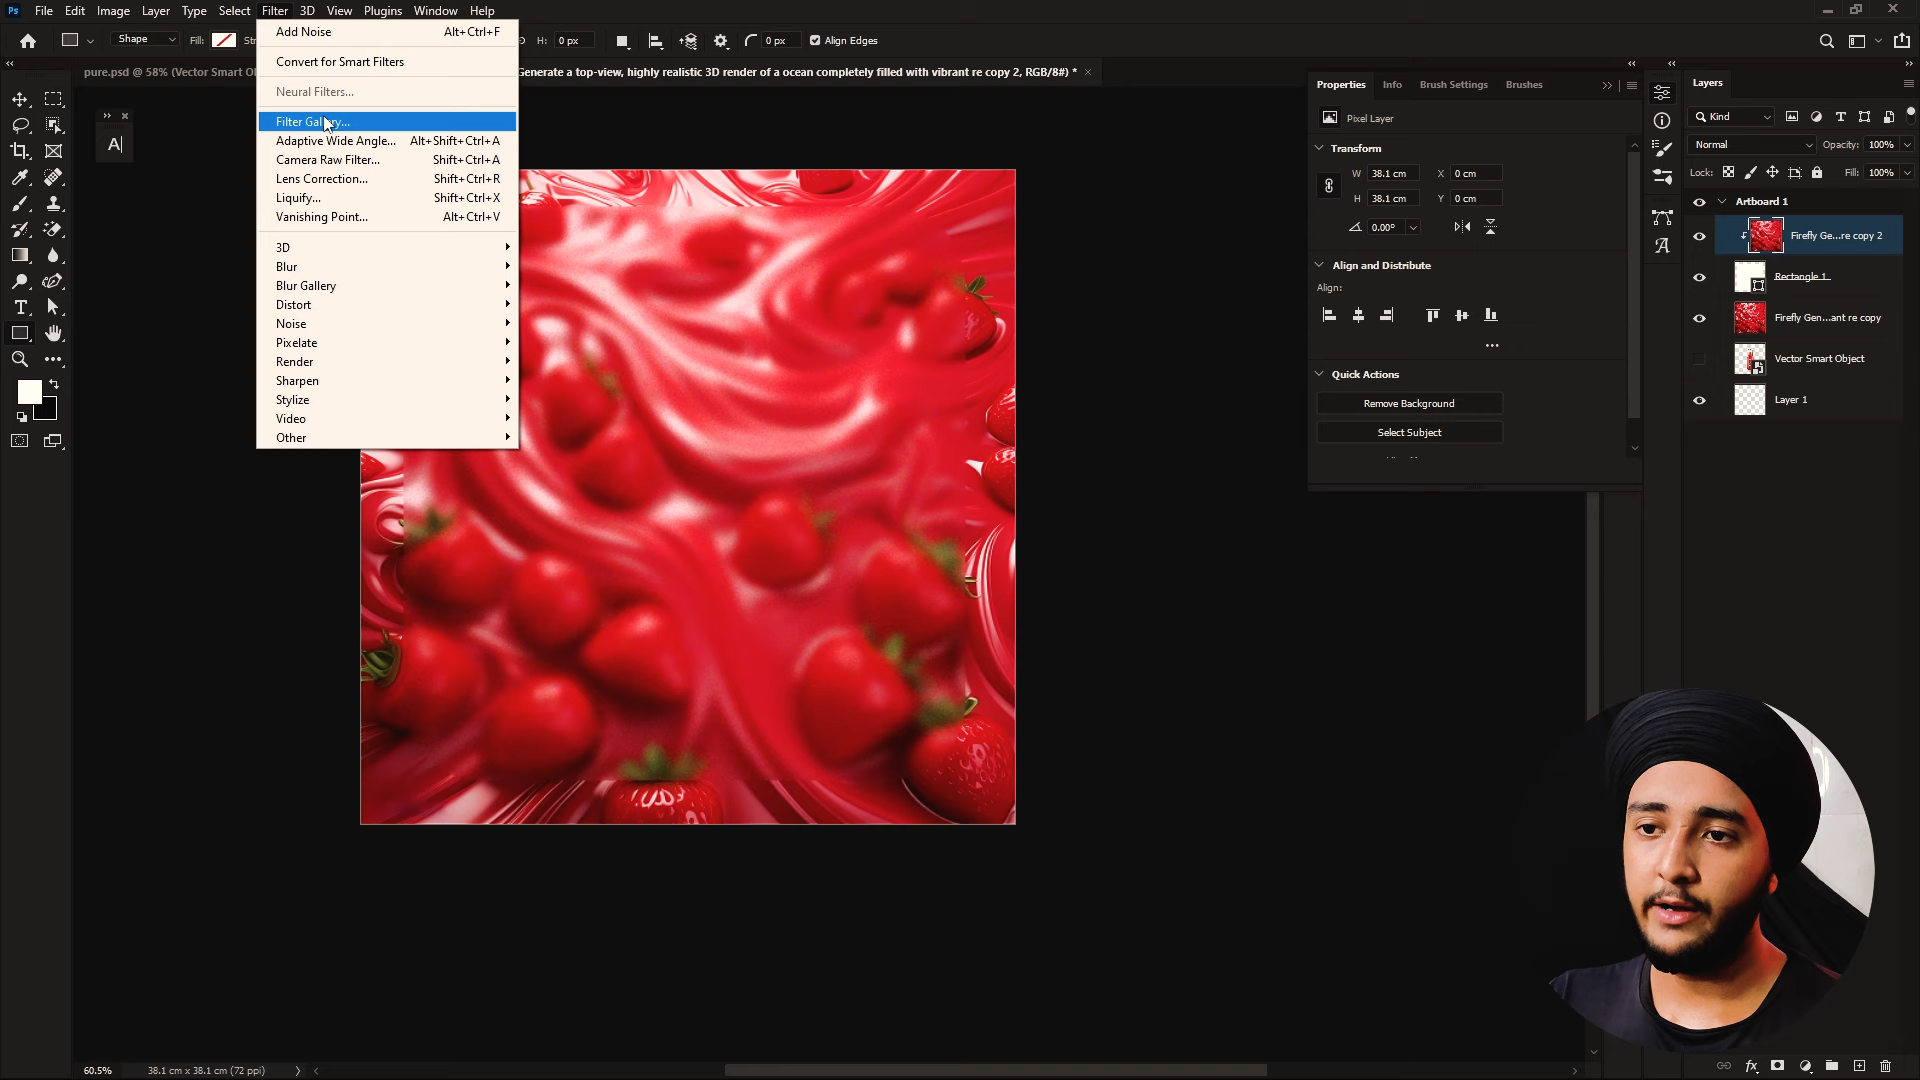 Ps File Edit Image Layer Type Select Filter 3D View Plugins Window Help
Shape Fill: H: 0 px 0 px Align Edges
pure.psd @ 58% (Vector Smart
Generate a top-view, highly realistic 3D render of a ocean completely filled with vibrant re copy 2, RGB/8#) *
Add Noise Alt+Ctrl+F
Convert for Smart Filters
Neural Filters...
Filter Gallery...
Adaptive Wide Angle... Alt+Shift+Ctrl+A
Camera Raw Filter... Shift+Ctrl+A
Lens Correction... Shift+Ctrl+R
Liquify... Shift+Ctrl+X
Vanishing Point... Alt+Ctrl+V
3D
Blur
Blur Gallery
Distort
Noise
Pixelate
Render
Sharpen
Stylize
Video
Other
A|
Properties Info Brush Settings Brushes
Pixel Layer
Transform
W 38.1 cm X 0 cm
H 38.1 cm Y 0 cm
0.00°
Align and Distribute
Align:
Quick Actions
Remove Background
Select Subject
Layers
Kind
Normal Opacity: 100%
Lock: Fill: 100%
Artboard 1
Firefly Ge...re copy 2
Rectangle 1
Firefly Gen...ant re copy
Vector Smart Object
Layer 1
60.5% 38.1 cm x 38.1 cm (72 ppi)
fx